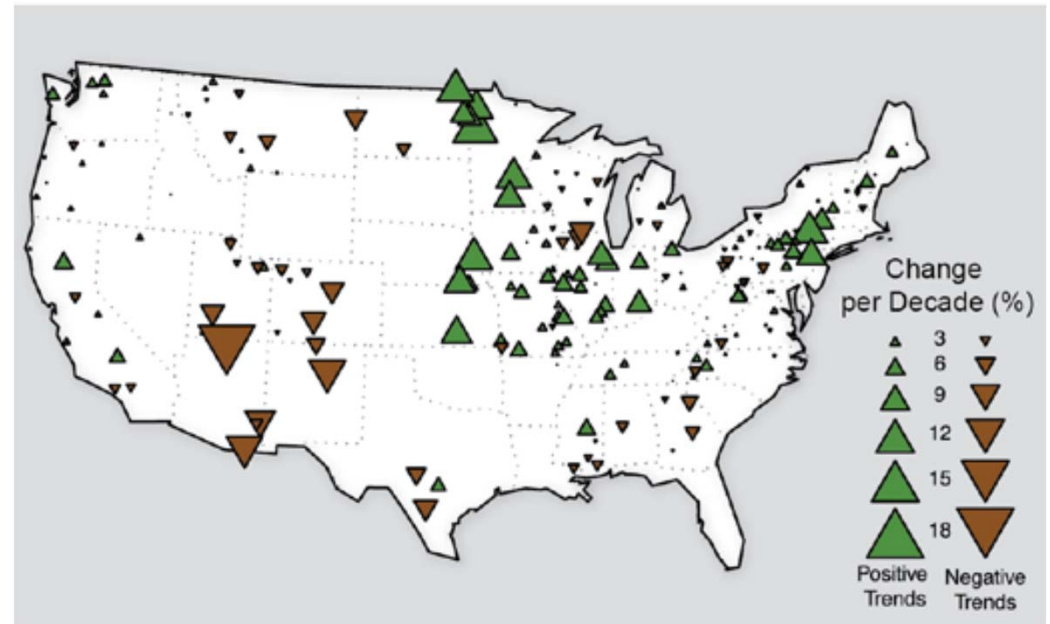 Change
per Decade (%)
3
6
9
12
15
18
Positive Negative
Trends Trends